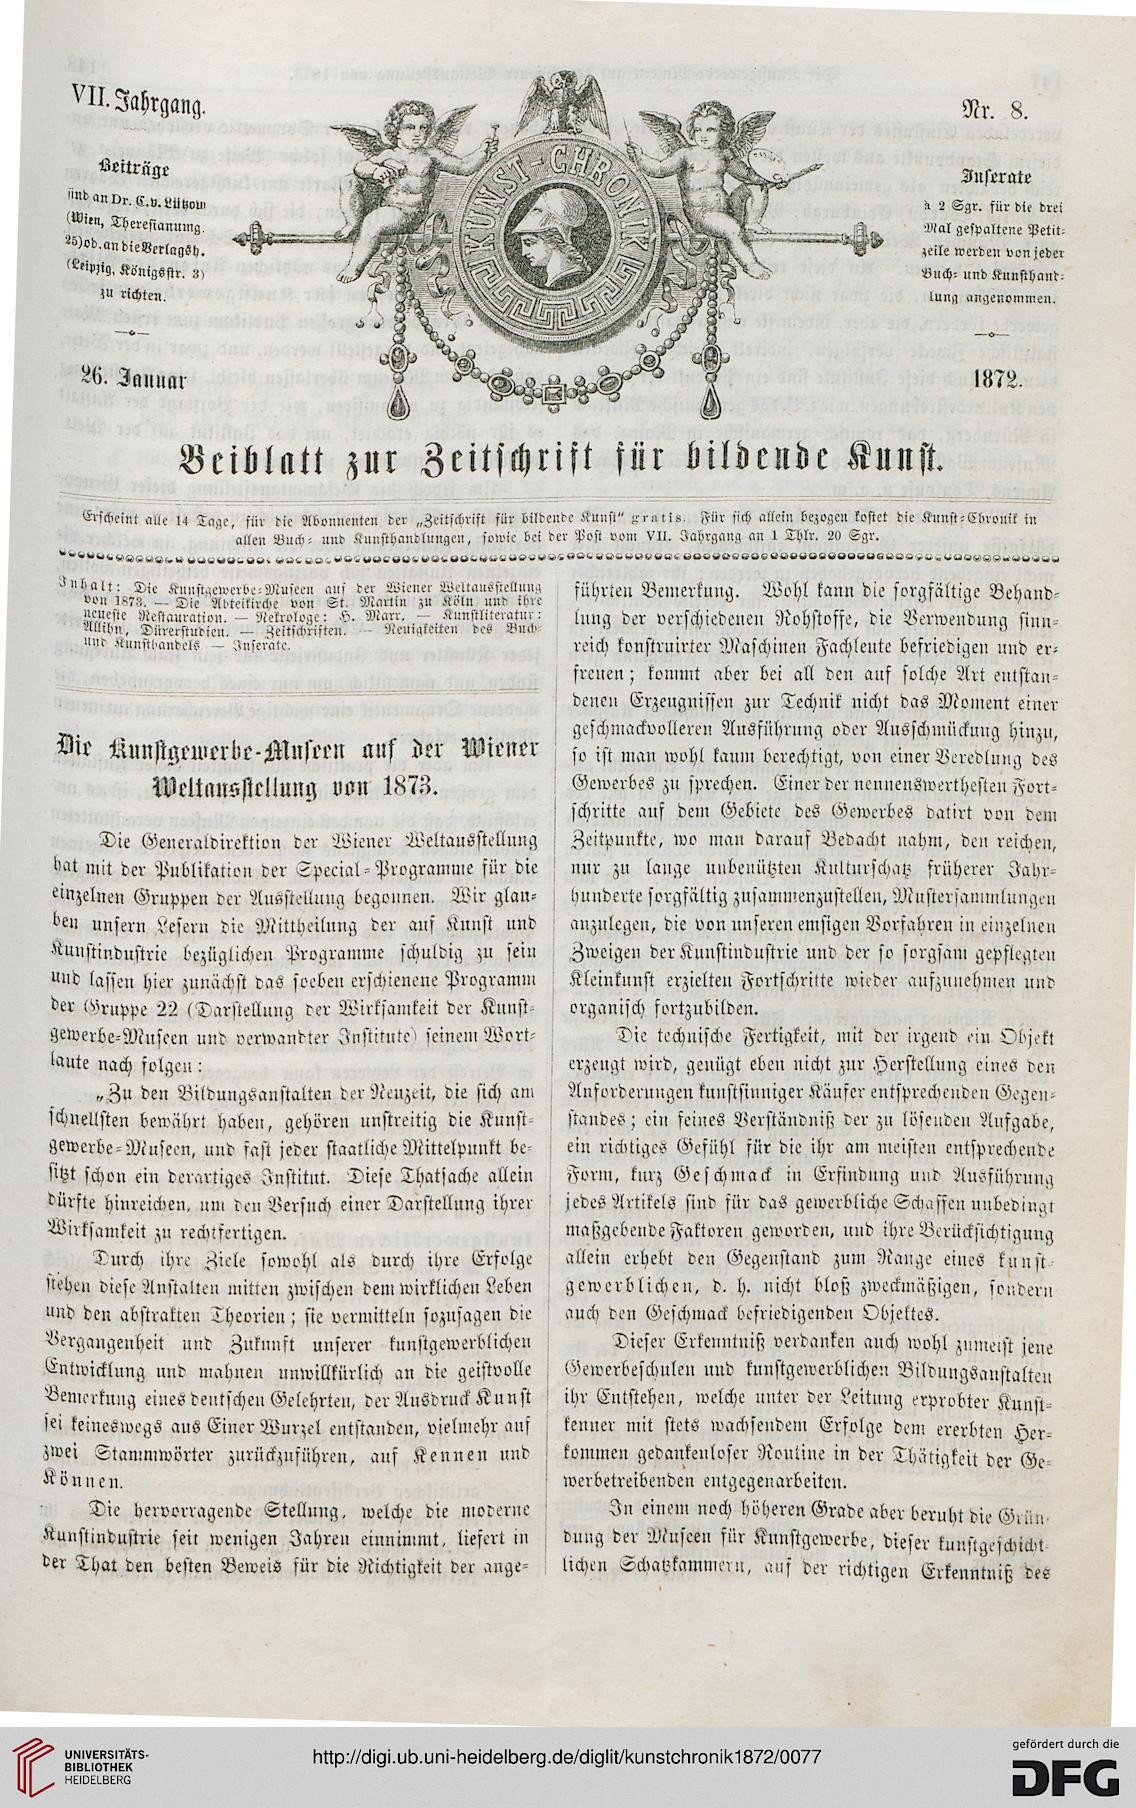 VII. Jahrgang.
Beiträge
sind an Dr. C. v. Lützow
(Wien, Theresianumg.
25) od. an die Verlagsh.
(Leipzig, Königsstr. 3)
zu richten.
26. Januar
KUNST-CHRONIK
Nr. 8.
Inserate
à 2 Sgr. für die drei
Mal gespaltene Petit-
zeile werden von jeder
Buch- und Kunsthand-
lung angenommen.
1872.
Beiblatt zur Zeitschrift für bildende Kunst.
Erscheint alle 14 Tage, für die Abonnenten der „Zeitschrift für bildende Kunst“ gratis. Für sich allein bezogen kostet die Kunst-Chronik in
allen Buch- und Kunsthandlungen, sowie bei der Post vom VII. Jahrgang an 1 Thlr. 20 Sgr.
Inhalt: Die Kunstgewerbe-Museen auf der Wiener Weltausstellung
von 1873. — Die Abteikirche von St. Martin zu Köln und ihre
neueste Restauration. — Nekrologe: H. Marr. — Kunstliteratur:
Allihn, Dürerstudien. — Zeitschriften. — Neuigkeiten des Buch-
und Kunsthandels — Inserate.
Die Kunstgewerbe-Museen auf der Wiener
Weltausstellung von 1873.
Die Generaldirektion der Wiener Weltausstellung
hat mit der Publikation der Special-Programme für die
einzelnen Gruppen der Ausstellung begonnen. Wir glau-
ben unsern Lesern die Mittheilung der auf Kunst und
Kunstindustrie bezüglichen Programme schuldig zu sein
und lassen hier zunächst das soeben erschienene Programm
der Gruppe 22 (Darstellung der Wirksamkeit der Kunst-
gewerbe-Museen und verwandter Institute) seinem Wort-
laute nach folgen:
„Zu den Bildungsanstalten der Neuzeit, die sich am
schnellsten bewährt haben, gehören unstreitig die Kunst-
gewerbe-Museen, und fast jeder staatliche Mittelpunkt be-
sitzt schon ein derartiges Institut. Diese Thatsache allein
dürfte hinreichen, um den Versuch einer Darstellung ihrer
Wirksamkeit zu rechtfertigen.
Durch ihre Ziele sowohl als durch ihre Erfolge
stehen diese Anstalten mitten zwischen dem wirklichen Leben
und den abstrakten Theorien; sie vermitteln sozusagen die
Vergangenheit und Zukunft unserer kunstgewerblichen
Entwicklung und mahnen unwillkürlich an die geistvolle
Bemerkung eines deutschen Gelehrten, der Ausdruck Kunst
sei keineswegs aus Einer Wurzel entstanden, vielmehr auf
zwei Stammwörter zurückzuführen, auf Kennen und
Können.
Die hervorragende Stellung, welche die moderne
Kunstindustrie seit wenigen Jahren einnimmt, liefert in
der That den besten Beweis für die Richtigkeit der ange-
führten Bemerkung. Wohl kann die sorgfältige Behand-
lung der verschiedenen Rohstoffe, die Verwendung sinn-
reich konstruirter Maschinen Fachleute befriedigen und er-
freuen; kommt aber bei all den auf solche Art entstan-
denen Erzeugnissen zur Technik nicht das Moment einer
geschmackvolleren Ausführung oder Ausschmückung hinzu,
so ist man wohl kaum berechtigt, von einer Veredlung des
Gewerbes zu sprechen. Einer der nennenswerthesten Fort-
schritte auf dem Gebiete des Gewerbes datirt von dem
Zeitpunkte, wo man darauf Bedacht nahm, den reichen,
nur zu lange unbenützten Kulturschatz früherer Jahr-
hunderte sorgfältig zusammenzustellen, Mustersammlungen
anzulegen, die von unseren emsigen Vorfahren in einzelnen
Zweigen der Kunstindustrie und der so sorgsam gepflegten
Kleinkunst erzielten Fortschritte wieder aufzunehmen und
organisch fortzubilden.
Die technische Fertigkeit, mit der irgend ein Objekt
erzeugt wird, genügt eben nicht zur Herstellung eines den
Anforderungen kunstsinniger Käufer entsprechenden Gegen-
standes; ein feines Verständniß der zu lösenden Aufgabe,
ein richtiges Gefühl für die ihr am meisten entsprechende
Form, kurz Geschmack in Erfindung und Ausführung
jedes Artikels sind für das gewerbliche Schaffen unbedingt
maßgebende Faktoren geworden, und ihre Berücksichtigung
allein erhebt den Gegenstand zum Range eines kunst-
gewerblichen, d. h. nicht bloß zweckmäßigen, sondern
auch den Geschmack befriedigenden Objektes.
Dieser Erkenntniß verdanken auch wohl zumeist jene
Gewerbeschulen und kunstgewerblichen Bildungsanstalten
ihr Entstehen, welche unter der Leitung erprobter Kunst-
kenner mit stets wachsendem Erfolge dem ererbten Her-
kommen gedankenloser Routine in der Thätigkeit der Ge-
werbetreibenden entgegenarbeiten.
In einem noch höheren Grade aber beruht die Grün-
dung der Museen für Kunstgewerbe, dieser kunstgeschicht-
lichen Schatzkammern, auf der richtigen Erkenntniß des
UNIVERSITÄTS-
BIBLIOTHEK
HEIDELBERG
http://digi.ub.uni-heidelberg.de/diglit/kunstchronik1872/0077
gefördert durch die
DFG